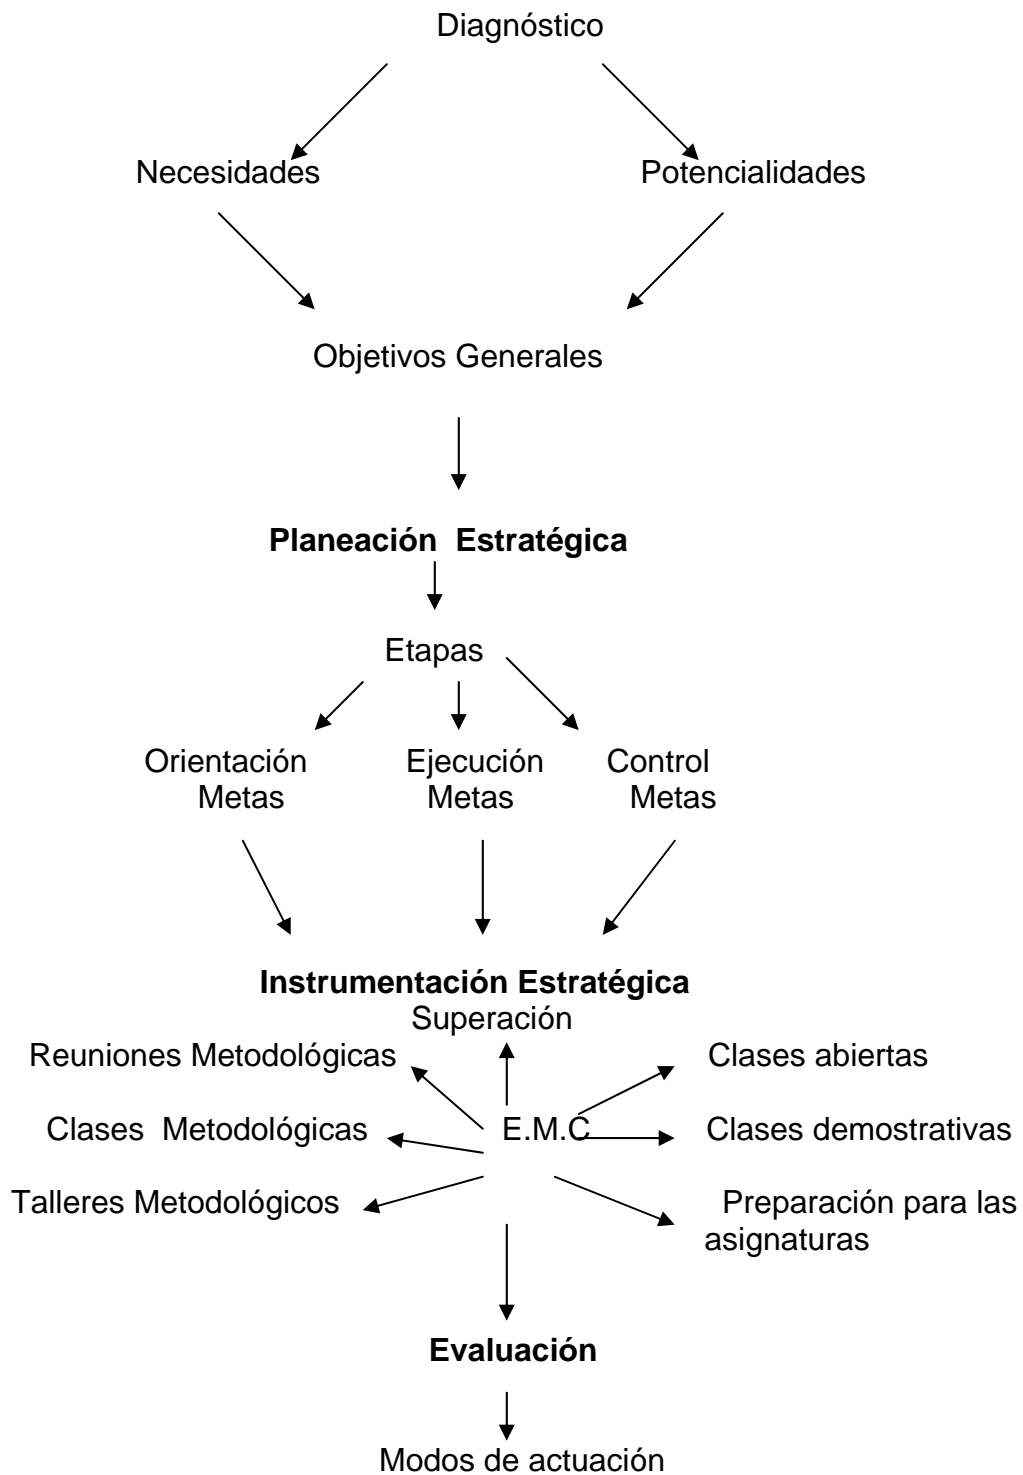 Diagnóstico
Necesidades
Potencialidades
Objetivos Generales
Planeación Estratégica
Etapas
Orientación
Metas
Ejecución
Metas
Control
Metas
Instrumentación Estratégica
Superación
Reuniones Metodológicas
Clases abiertas
Clases Metodológicas
E.M.C
Clases demostrativas
Talleres Metodológicos
Preparación para las
asignaturas
Evaluación
Modos de actuación